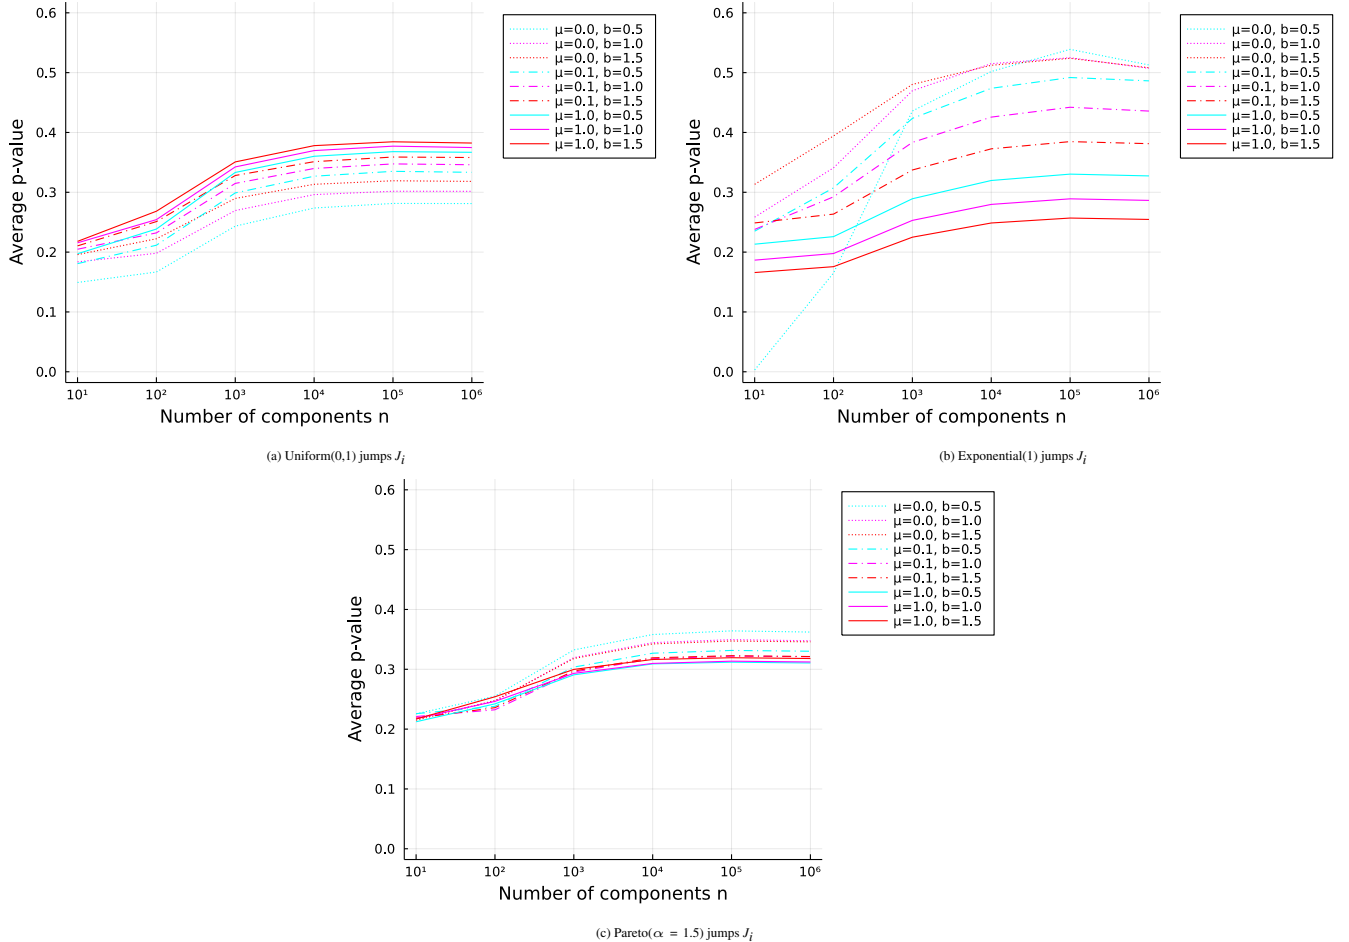 0.6
0.5
0.4
0.3
0.2
0.1
0.0
Average p-value
10¹ 10² 10³ 10⁴ 10⁵ 10⁶
Number of components n
μ=0.0, b=0.5
μ=0.0, b=1.0
μ=0.0, b=1.5
μ=0.1, b=0.5
μ=0.1, b=1.0
μ=0.1, b=1.5
μ=1.0, b=0.5
μ=1.0, b=1.0
μ=1.0, b=1.5
(a) Uniform(0,1) jumps Jᵢ
0.6
0.5
0.4
0.3
0.2
0.1
0.0
Average p-value
10¹ 10² 10³ 10⁴ 10⁵ 10⁶
Number of components n
μ=0.0, b=0.5
μ=0.0, b=1.0
μ=0.0, b=1.5
μ=0.1, b=0.5
μ=0.1, b=1.0
μ=0.1, b=1.5
μ=1.0, b=0.5
μ=1.0, b=1.0
μ=1.0, b=1.5
(b) Exponential(1) jumps Jᵢ
0.6
0.5
0.4
0.3
0.2
0.1
0.0
Average p-value
10¹ 10² 10³ 10⁴ 10⁵ 10⁶
Number of components n
μ=0.0, b=0.5
μ=0.0, b=1.0
μ=0.0, b=1.5
μ=0.1, b=0.5
μ=0.1, b=1.0
μ=0.1, b=1.5
μ=1.0, b=0.5
μ=1.0, b=1.0
μ=1.0, b=1.5
(c) Pareto(α = 1.5) jumps Jᵢ